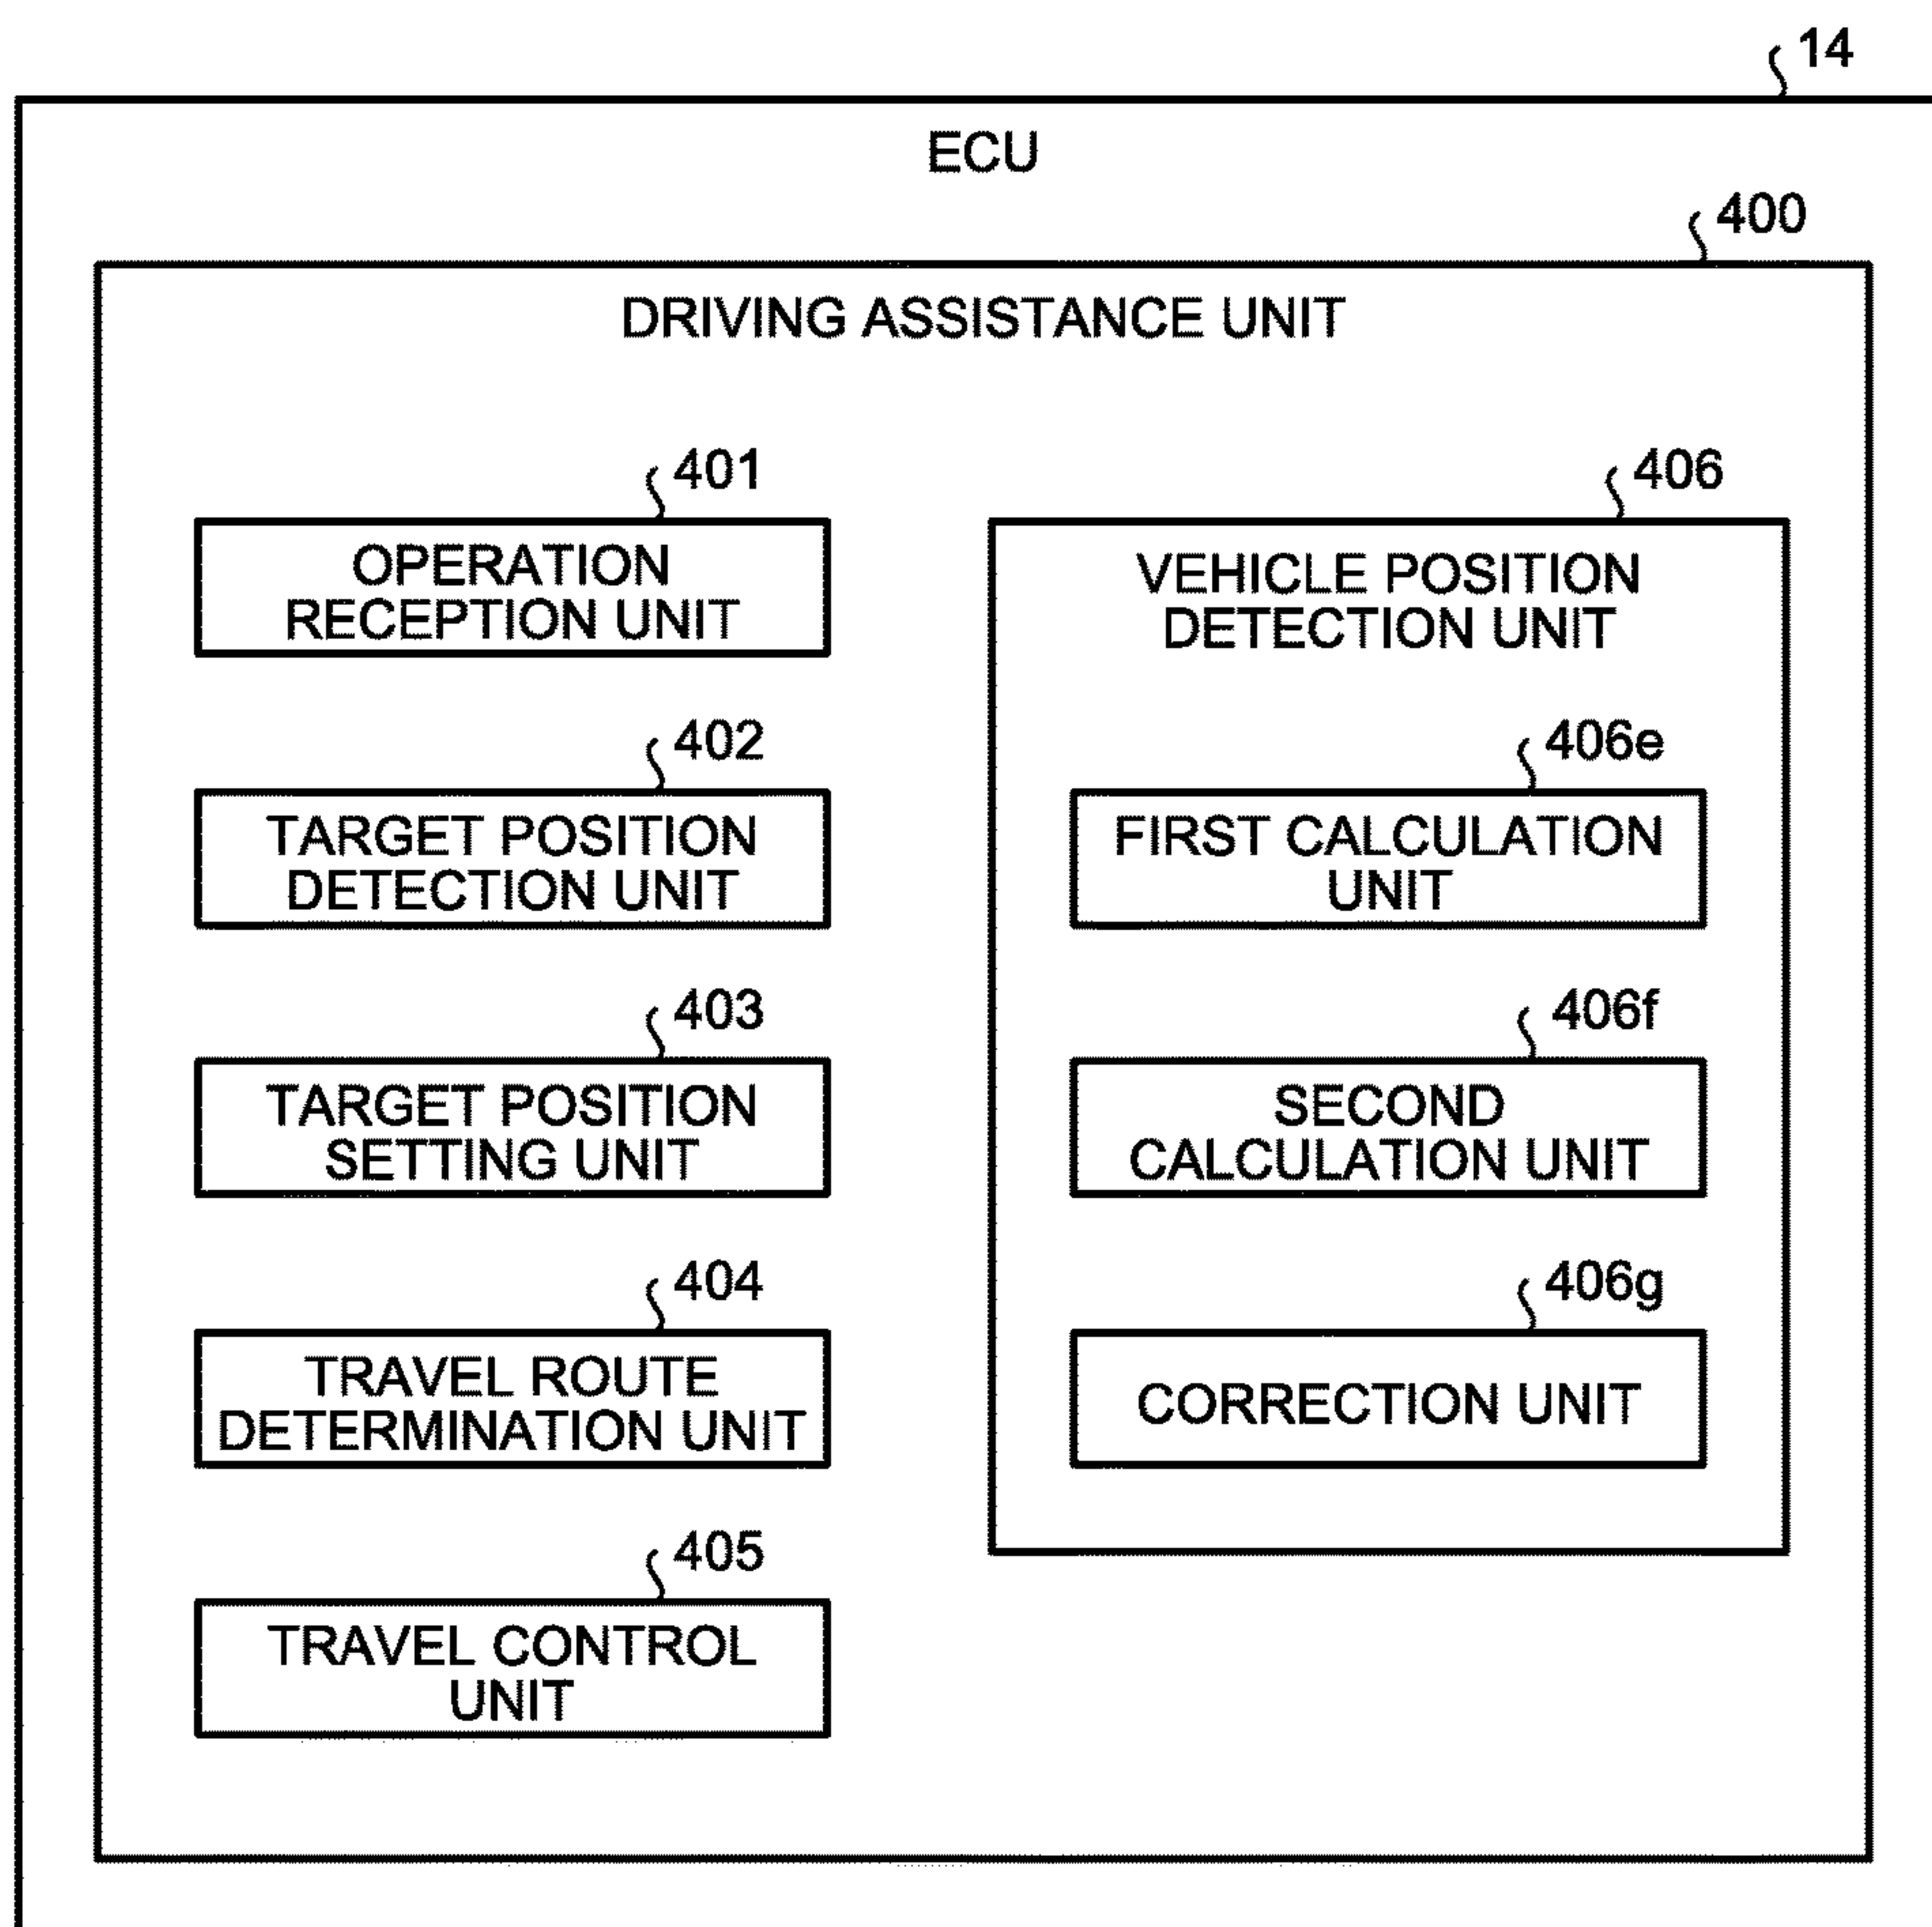 14
ECU
400
DRIVING ASSISTANCE UNIT
401
OPERATION
RECEPTION UNIT
402
TARGET POSITION
DETECTION UNIT
403
TARGET POSITION
SETTING UNIT
404
TRAVEL ROUTE
DETERMINATION UNIT
405
TRAVEL CONTROL
UNIT
406
VEHICLE POSITION
DETECTION UNIT
406e
FIRST CALCULATION
UNIT
406f
SECOND
CALCULATION UNIT
406g
CORRECTION UNIT